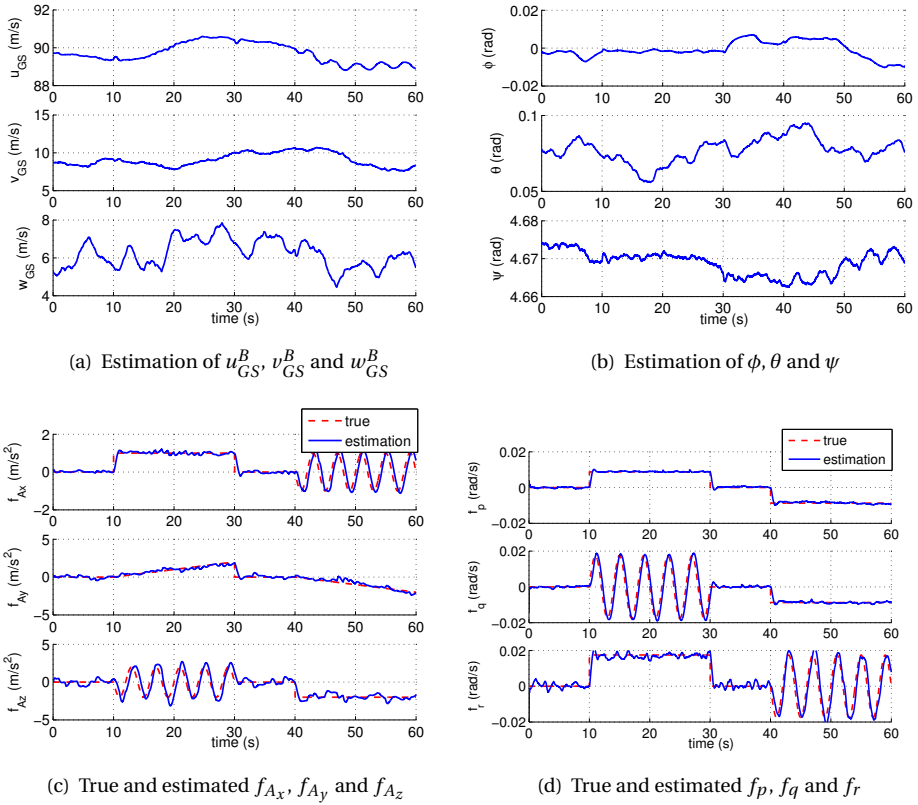 92
90
88
u_GS (m/s)
0 10 20 30 40 50 60
15
10
5
v_GS (m/s)
0 10 20 30 40 50 60
8
6
4
w_GS (m/s)
0 10 20 30 40 50 60
time (s)
(a) Estimation of u^B_GS, v^B_GS and w^B_GS
0.02
0
−0.02
ϕ (rad)
0 10 20 30 40 50 60
0.1
0.05
θ (rad)
0 10 20 30 40 50 60
4.68
4.67
4.66
ψ (rad)
0 10 20 30 40 50 60
time (s)
(b) Estimation of ϕ, θ and ψ
true
estimation
2
0
−2
f_Ax (m/s²)
0 10 20 30 40 50 60
5
0
−5
f_Ay (m/s²)
0 10 20 30 40 50 60
5
0
−5
f_Az (m/s²)
0 10 20 30 40 50 60
time (s)
(c) True and estimated f_Ax, f_Ay and f_Az
true
estimation
0.02
0
−0.02
f_p (rad/s)
0 10 20 30 40 50 60
0.02
0
−0.02
f_q (rad/s)
0 10 20 30 40 50 60
0.02
0
−0.02
f_r (rad/s)
0 10 20 30 40 50 60
time (s)
(d) True and estimated f_p, f_q and f_r